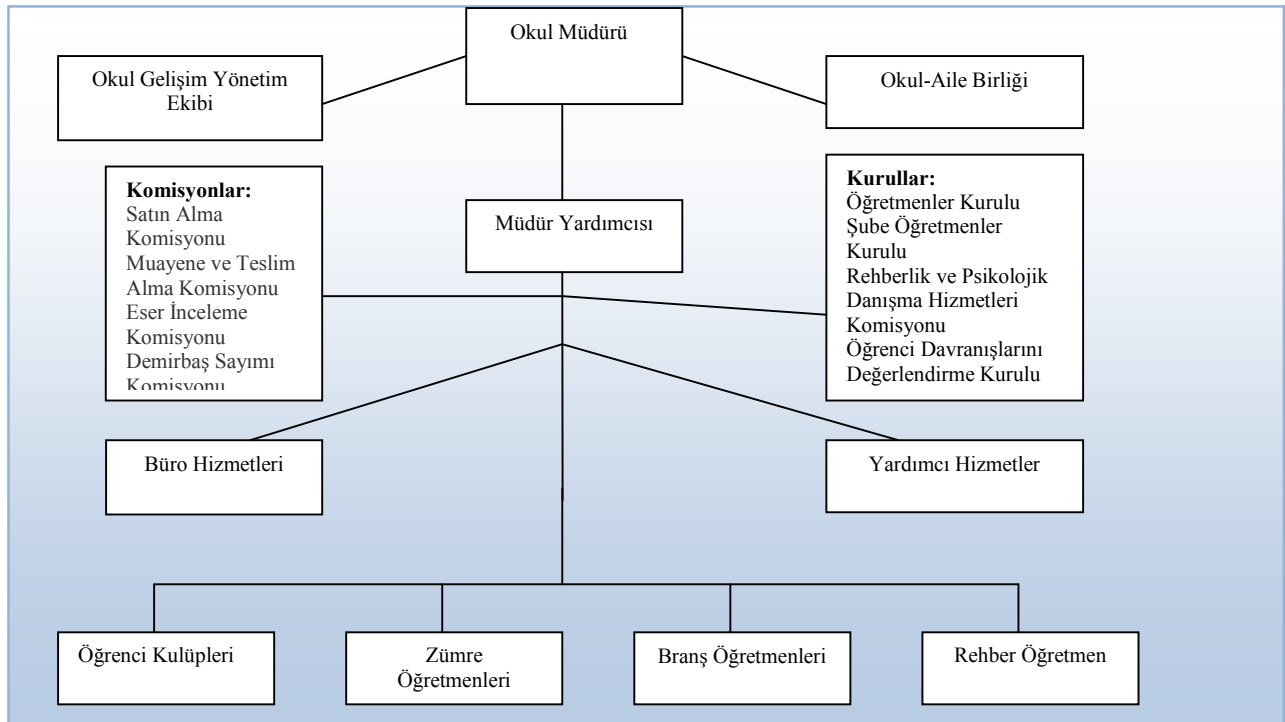 Okul Müdürü
Okul Gelişim Yönetim
Ekibi
Okul-Aile Birliği
Komisyonlar:
Satın Alma
Komisyonu
Muayene ve Teslim
Alma Komisyonu
Eser İnceleme
Komisyonu
Demirbaş Sayımı
Komisyonu
Müdür Yardımcısı
Kurullar:
Öğretmenler Kurulu
Şube Öğretmenler
Kurulu
Rehberlik ve Psikolojik
Danışma Hizmetleri
Komisyonu
Öğrenci Davranışlarını
Değerlendirme Kurulu
Büro Hizmetleri
Yardımcı Hizmetler
Öğrenci Kulüpleri
Zümre
Öğretmenleri
Branş Öğretmenleri
Rehber Öğretmen